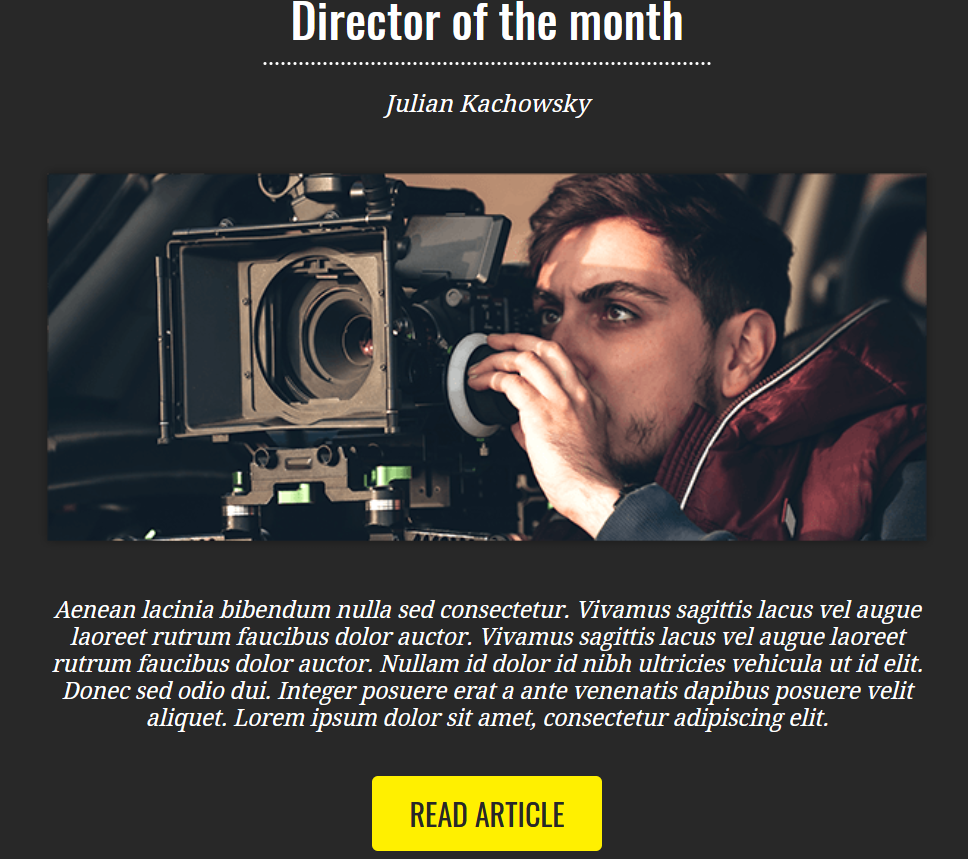 Director of the month
Julian Kachowsky
Aenean lacinia bibendum nulla sed consectetur. Vivamus sagittis lacus vel augue
laoreet rutrum faucibus dolor auctor. Vivamus sagittis lacus vel augue laoreet
rutrum faucibus dolor auctor. Nullam id dolor id nibh ultricies vehicula ut id elit.
Donec sed odio dui. Integer posuere erat a ante venenatis dapibus posuere velit
aliquet. Lorem ipsum dolor sit amet, consectetur adipiscing elit.
READ ARTICLE